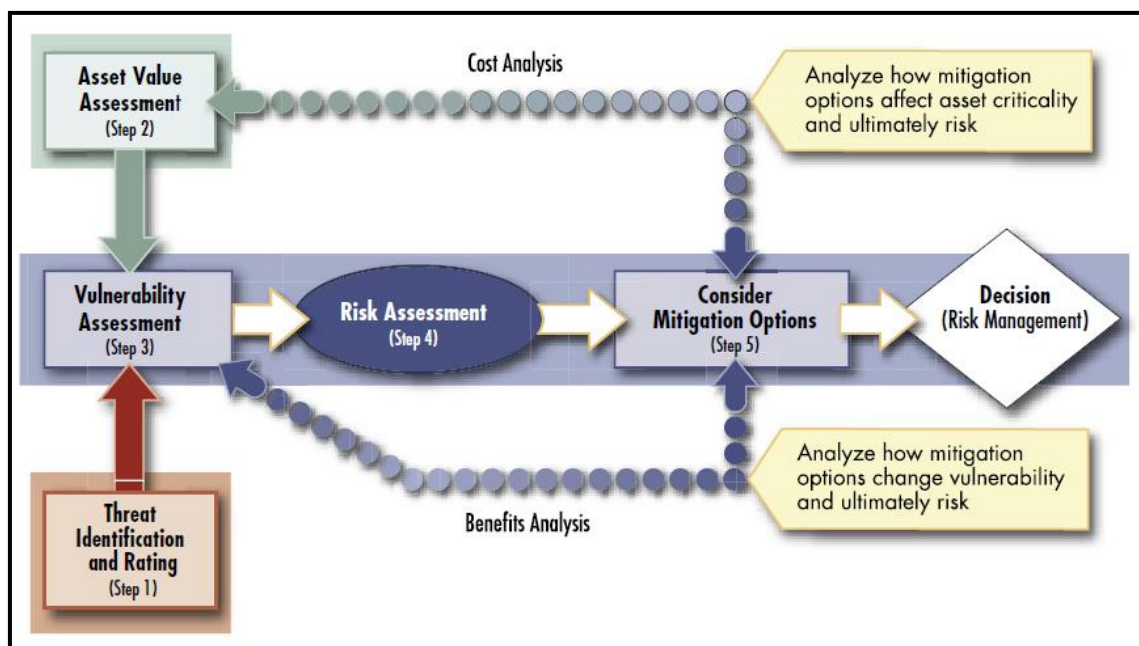 Asset Value
Assessment
(Step 2)
Cost Analysis
Analyze how mitigation
options affect asset criticality
and ultimately risk
Vulnerability
Assessment
(Step 3)
Risk Assessment
(Step 4)
Consider
Mitigation Options
(Step 5)
Decision
(Risk Management)
Threat
Identification
and Rating
(Step 1)
Benefits Analysis
Analyze how mitigation
options change vulnerability
and ultimately risk